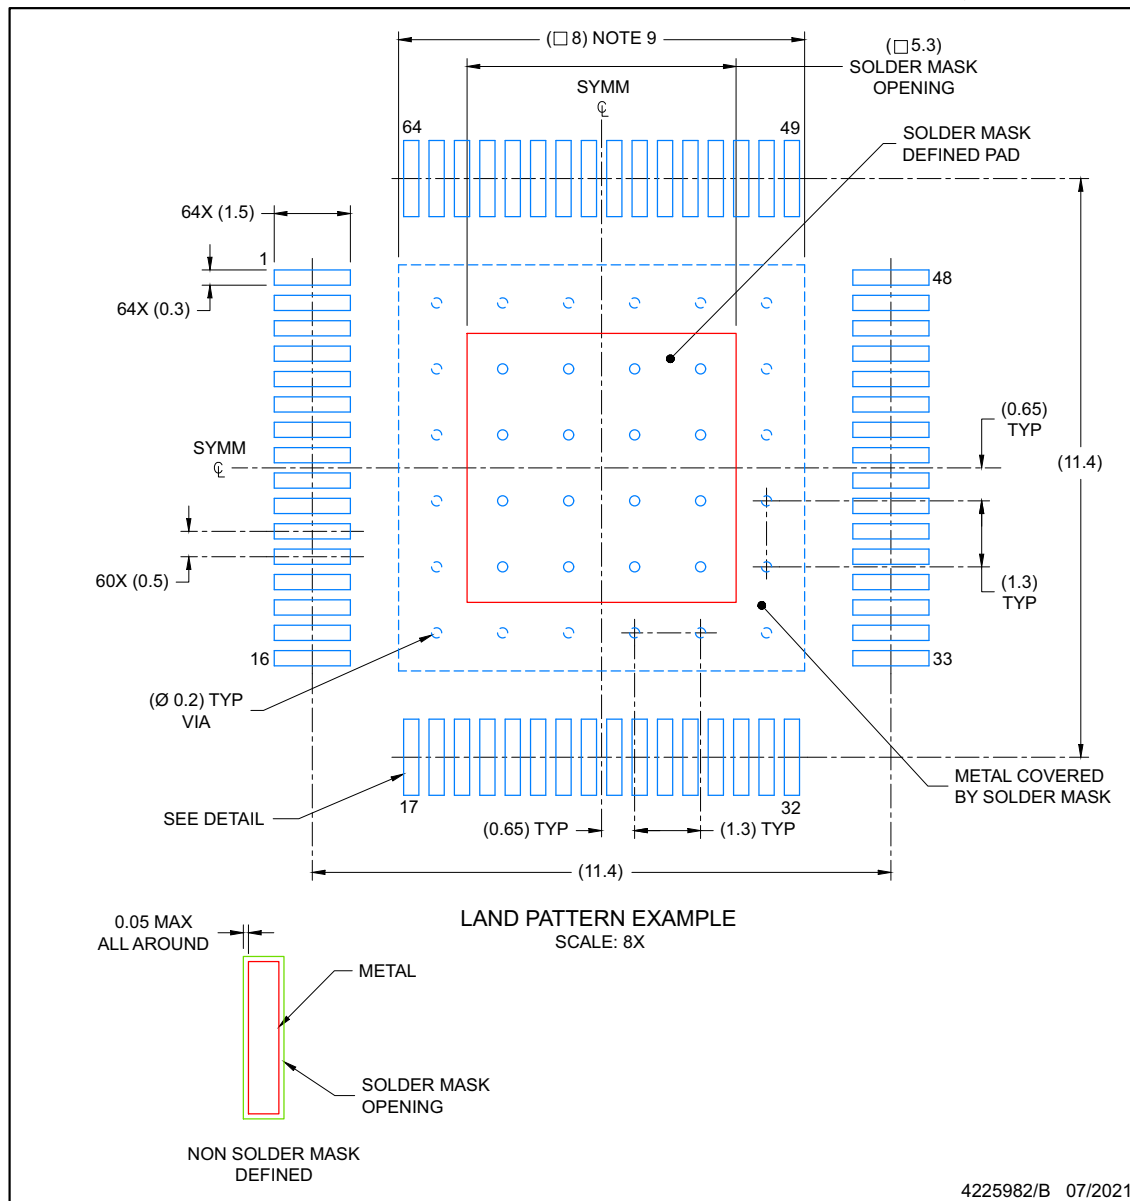 (□ 8) NOTE 9
(□ 5.3)
SOLDER MASK
OPENING
SYMM
℄
64
49
SOLDER MASK
DEFINED PAD
64X (1.5)
1
48
64X (0.3)
(0.65)
TYP
SYMM
℄
(11.4)
60X (0.5)
(1.3)
TYP
16
33
(Ø 0.2) TYP
VIA
METAL COVERED
BY SOLDER MASK
17
32
SEE DETAIL
(0.65) TYP
(1.3) TYP
(11.4)
LAND PATTERN EXAMPLE
SCALE: 8X
0.05 MAX
ALL AROUND
METAL
SOLDER MASK
OPENING
NON SOLDER MASK
DEFINED
4225982/B 07/2021